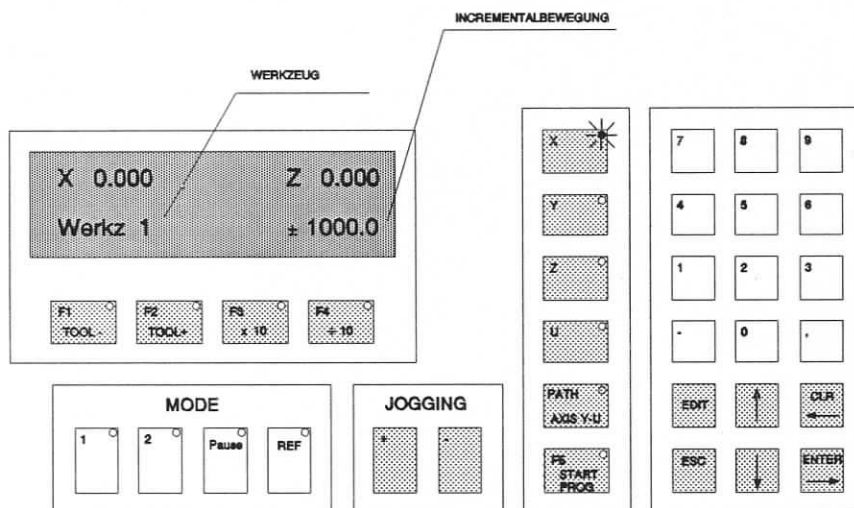 INCREMENTALBEWEGUNG
WERKZEUG
X 0.000 Z 0.000
Werkz 1 ± 1000.0
F1 TOOL -
F2 TOOL+
F3 x 10
F4 ÷ 10
MODE
1
2
Pause
REF
JOGGING
+
-
X
Y
Z
U
PATH
AXIS Y-U
F5
START
PROG
7 8 9
4 5 6
1 2 3
- 0 ,
EDIT
CLR
ESC
ENTER